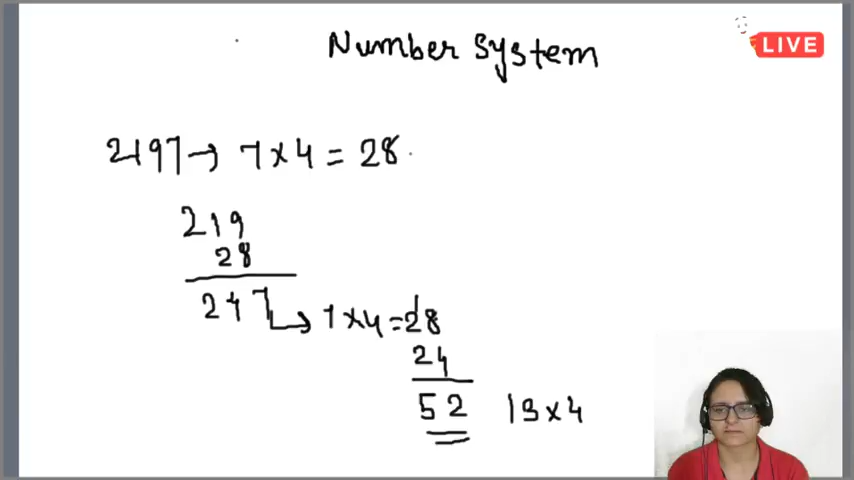 Number System
LIVE
2197 → 7 × 4 = 28
219
28
247 → 7 × 4 = 28
24
52 13 × 4